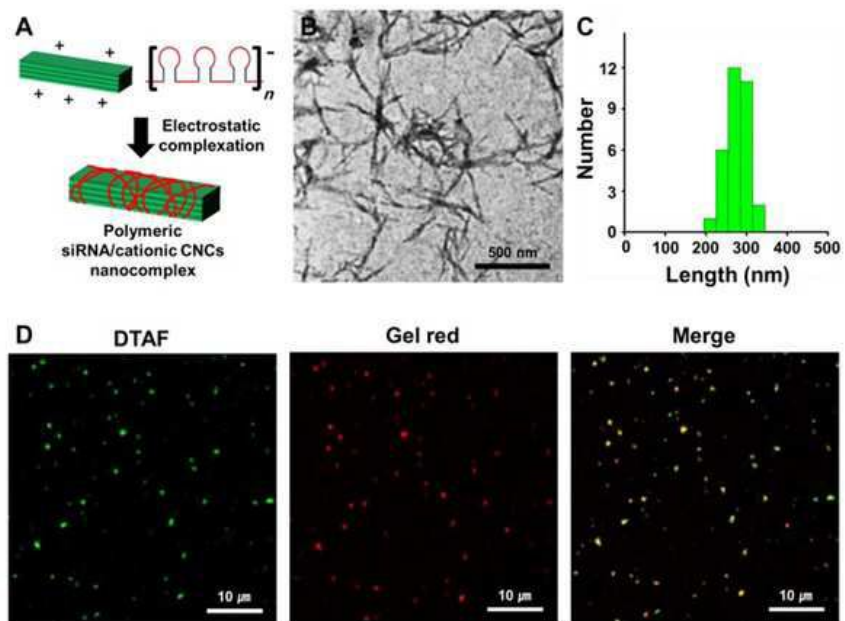 A
+
+
+
+
+
[ ]
-
n
Electrostatic
complexation
Polymeric
siRNA/cationic CNCs
nanocomplex
B
500 nm
C
Number
12
9
6
3
0
0
100
200
300
400
500
Length (nm)
D
DTAF
Gel red
Merge
10 μm
10 μm
10 μm